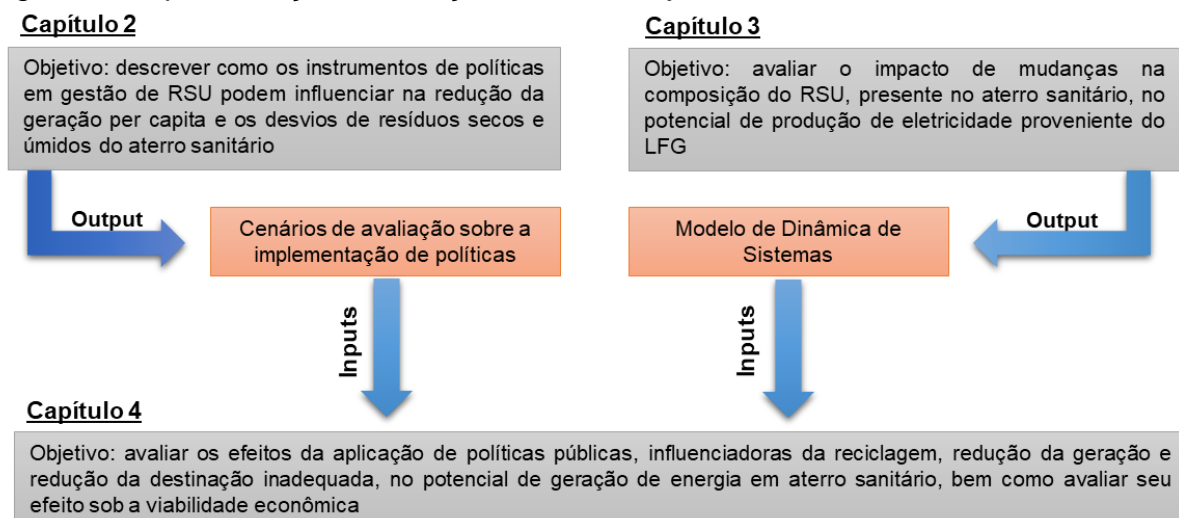 Capítulo 2
Objetivo: descrever como os instrumentos de políticas
em gestão de RSU podem influenciar na redução da
geração per capita e os desvios de resíduos secos e
úmidos do aterro sanitário
Capítulo 3
Objetivo: avaliar o impacto de mudanças na
composição do RSU, presente no aterro sanitário, no
potencial de produção de eletricidade proveniente do
LFG
Output
Cenários de avaliação sobre a
implementação de políticas
Modelo de Dinâmica de
Sistemas
Output
Inputs
Inputs
Capítulo 4
Objetivo: avaliar os efeitos da aplicação de políticas públicas, influenciadoras da reciclagem, redução da geração e
redução da destinação inadequada, no potencial de geração de energia em aterro sanitário, bem como avaliar seu
efeito sob a viabilidade econômica